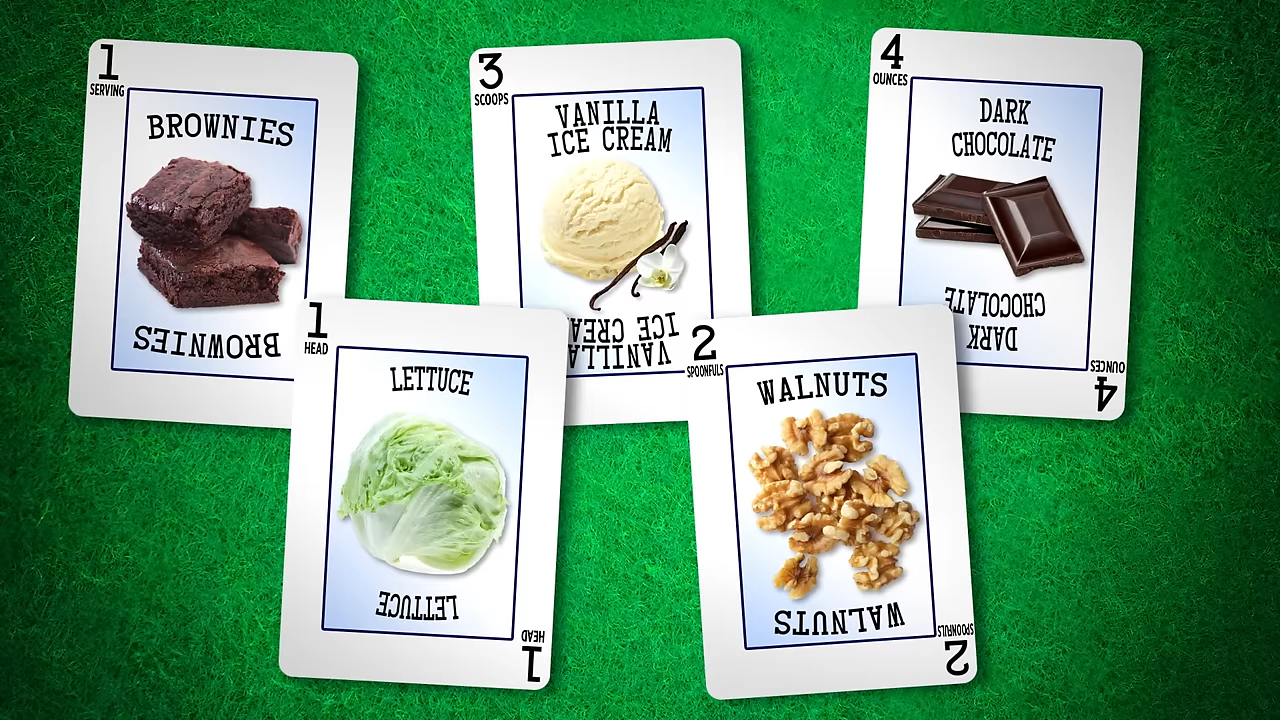 1
SERVING
BROWNIES
BROWNIES
3
SCOOPS
VANILLA
ICE CREAM
VANILLA
ICE CREAM
4
OUNCES
DARK
CHOCOLATE
DARK
CHOCOLATE
4
OUNCES
1
HEAD
LETTUCE
LETTUCE
1
HEAD
2
SPOONFULS
WALNUTS
WALNUTS
2
SPOONFULS